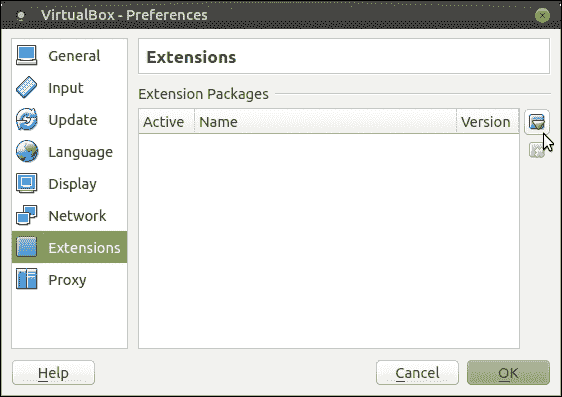 VirtualBox - Preferences
General
Input
Update
Language
Display
Network
Extensions
Proxy
Extensions
Extension Packages
Active Name Version
Help Cancel OK